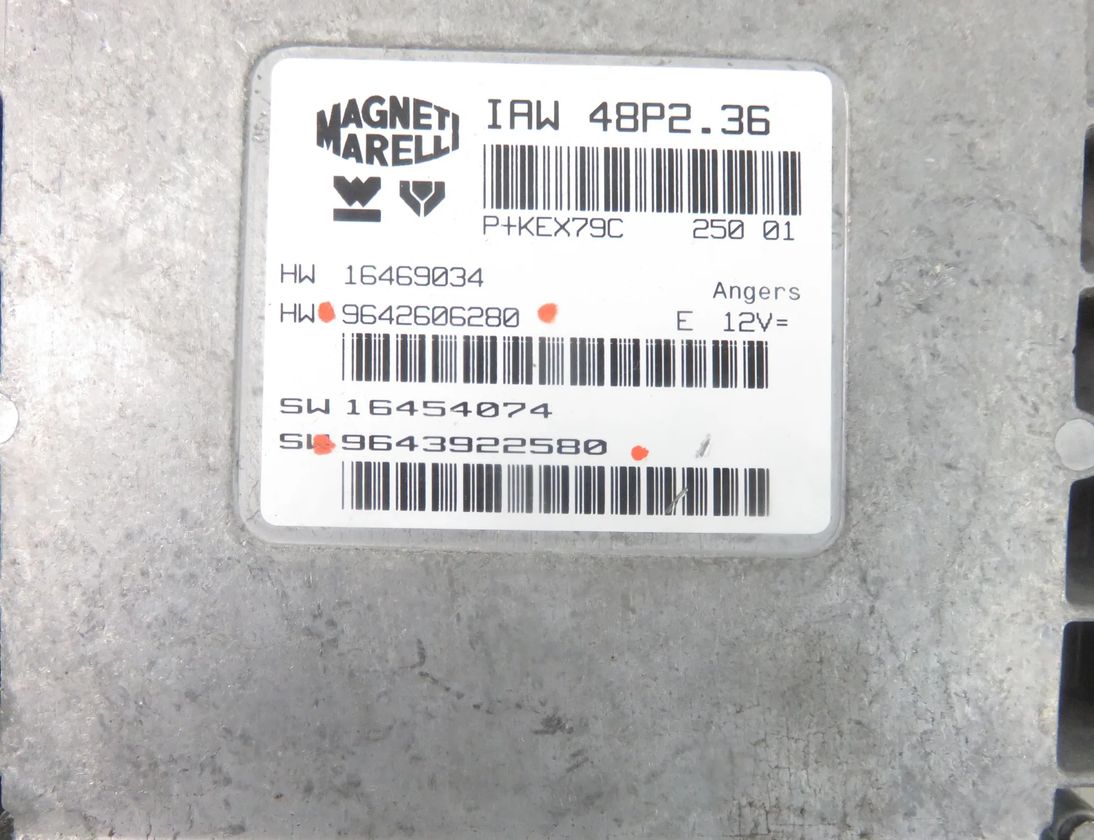 MAGNETI
MARELLI
IAW 48P2.36
P+KEX79C 250 01
HW 16469034
Angers
HW 9642606280 E 12V=
SW 16454074
SW 9643922580